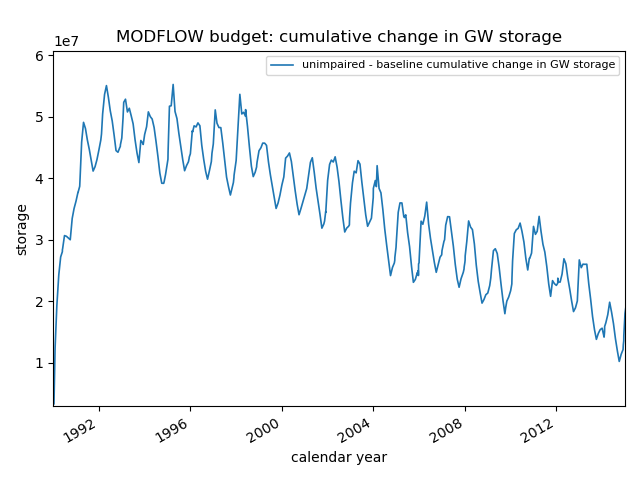 MODFLOW budget: cumulative change in GW storage
1e7
unimpaired - baseline cumulative change in GW storage
6
5
4
3
2
1
storage
1992 1996 2000 2004 2008 2012
calendar year